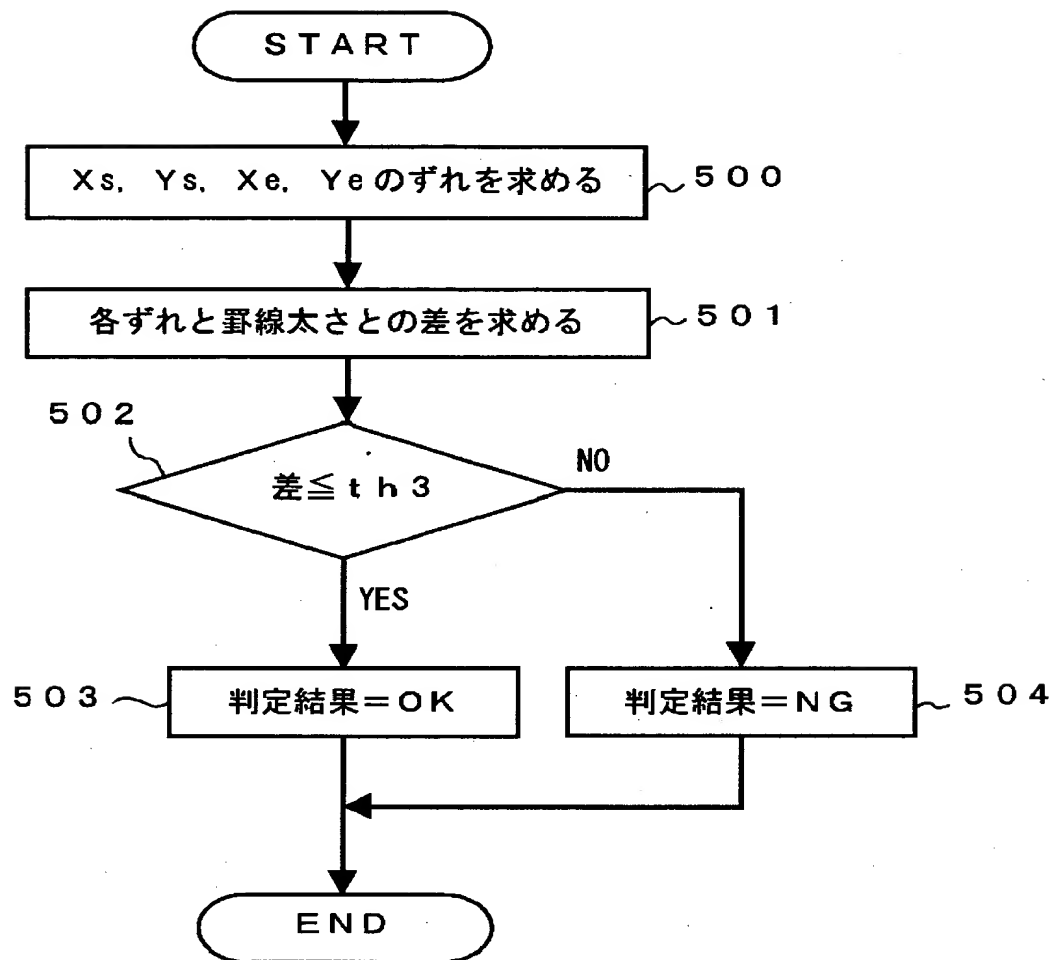 START
Xs, Ys, Xe, Yeのずれを求める
500
各ずれと罫線太さとの差を求める
501
502
差≦th3
NO
YES
503
判定結果=OK
判定結果=NG
504
END